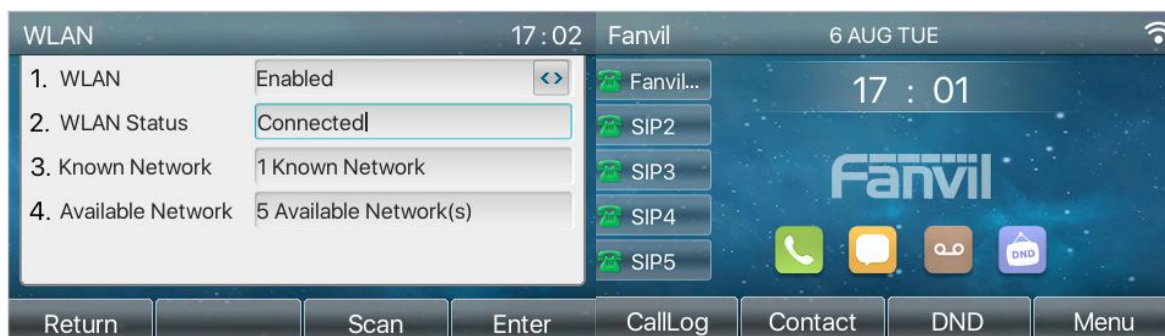 WLAN 17:02
1. WLAN Enabled
2. WLAN Status Connected
3. Known Network 1 Known Network
4. Available Network 5 Available Network(s)
Return Scan Enter
Fanvil 6 AUG TUE
Fanvil...
17 : 01
SIP2
SIP3
Fanvil
SIP4
SIP5
DND
CallLog Contact DND Menu